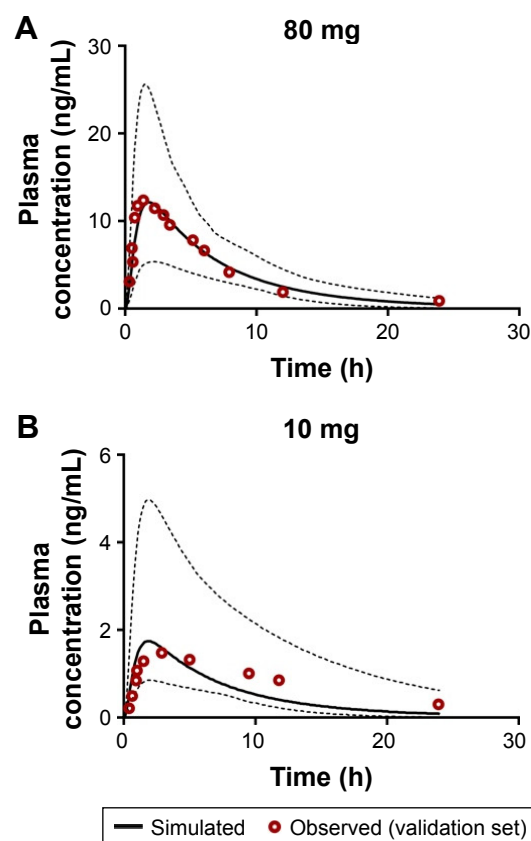 A
80 mg
Plasma
concentration (ng/mL)
30
20
10
0
0
10
20
30
Time (h)
B
10 mg
Plasma
concentration (ng/mL)
6
4
2
0
0
10
20
30
Time (h)
Simulated
Observed (validation set)